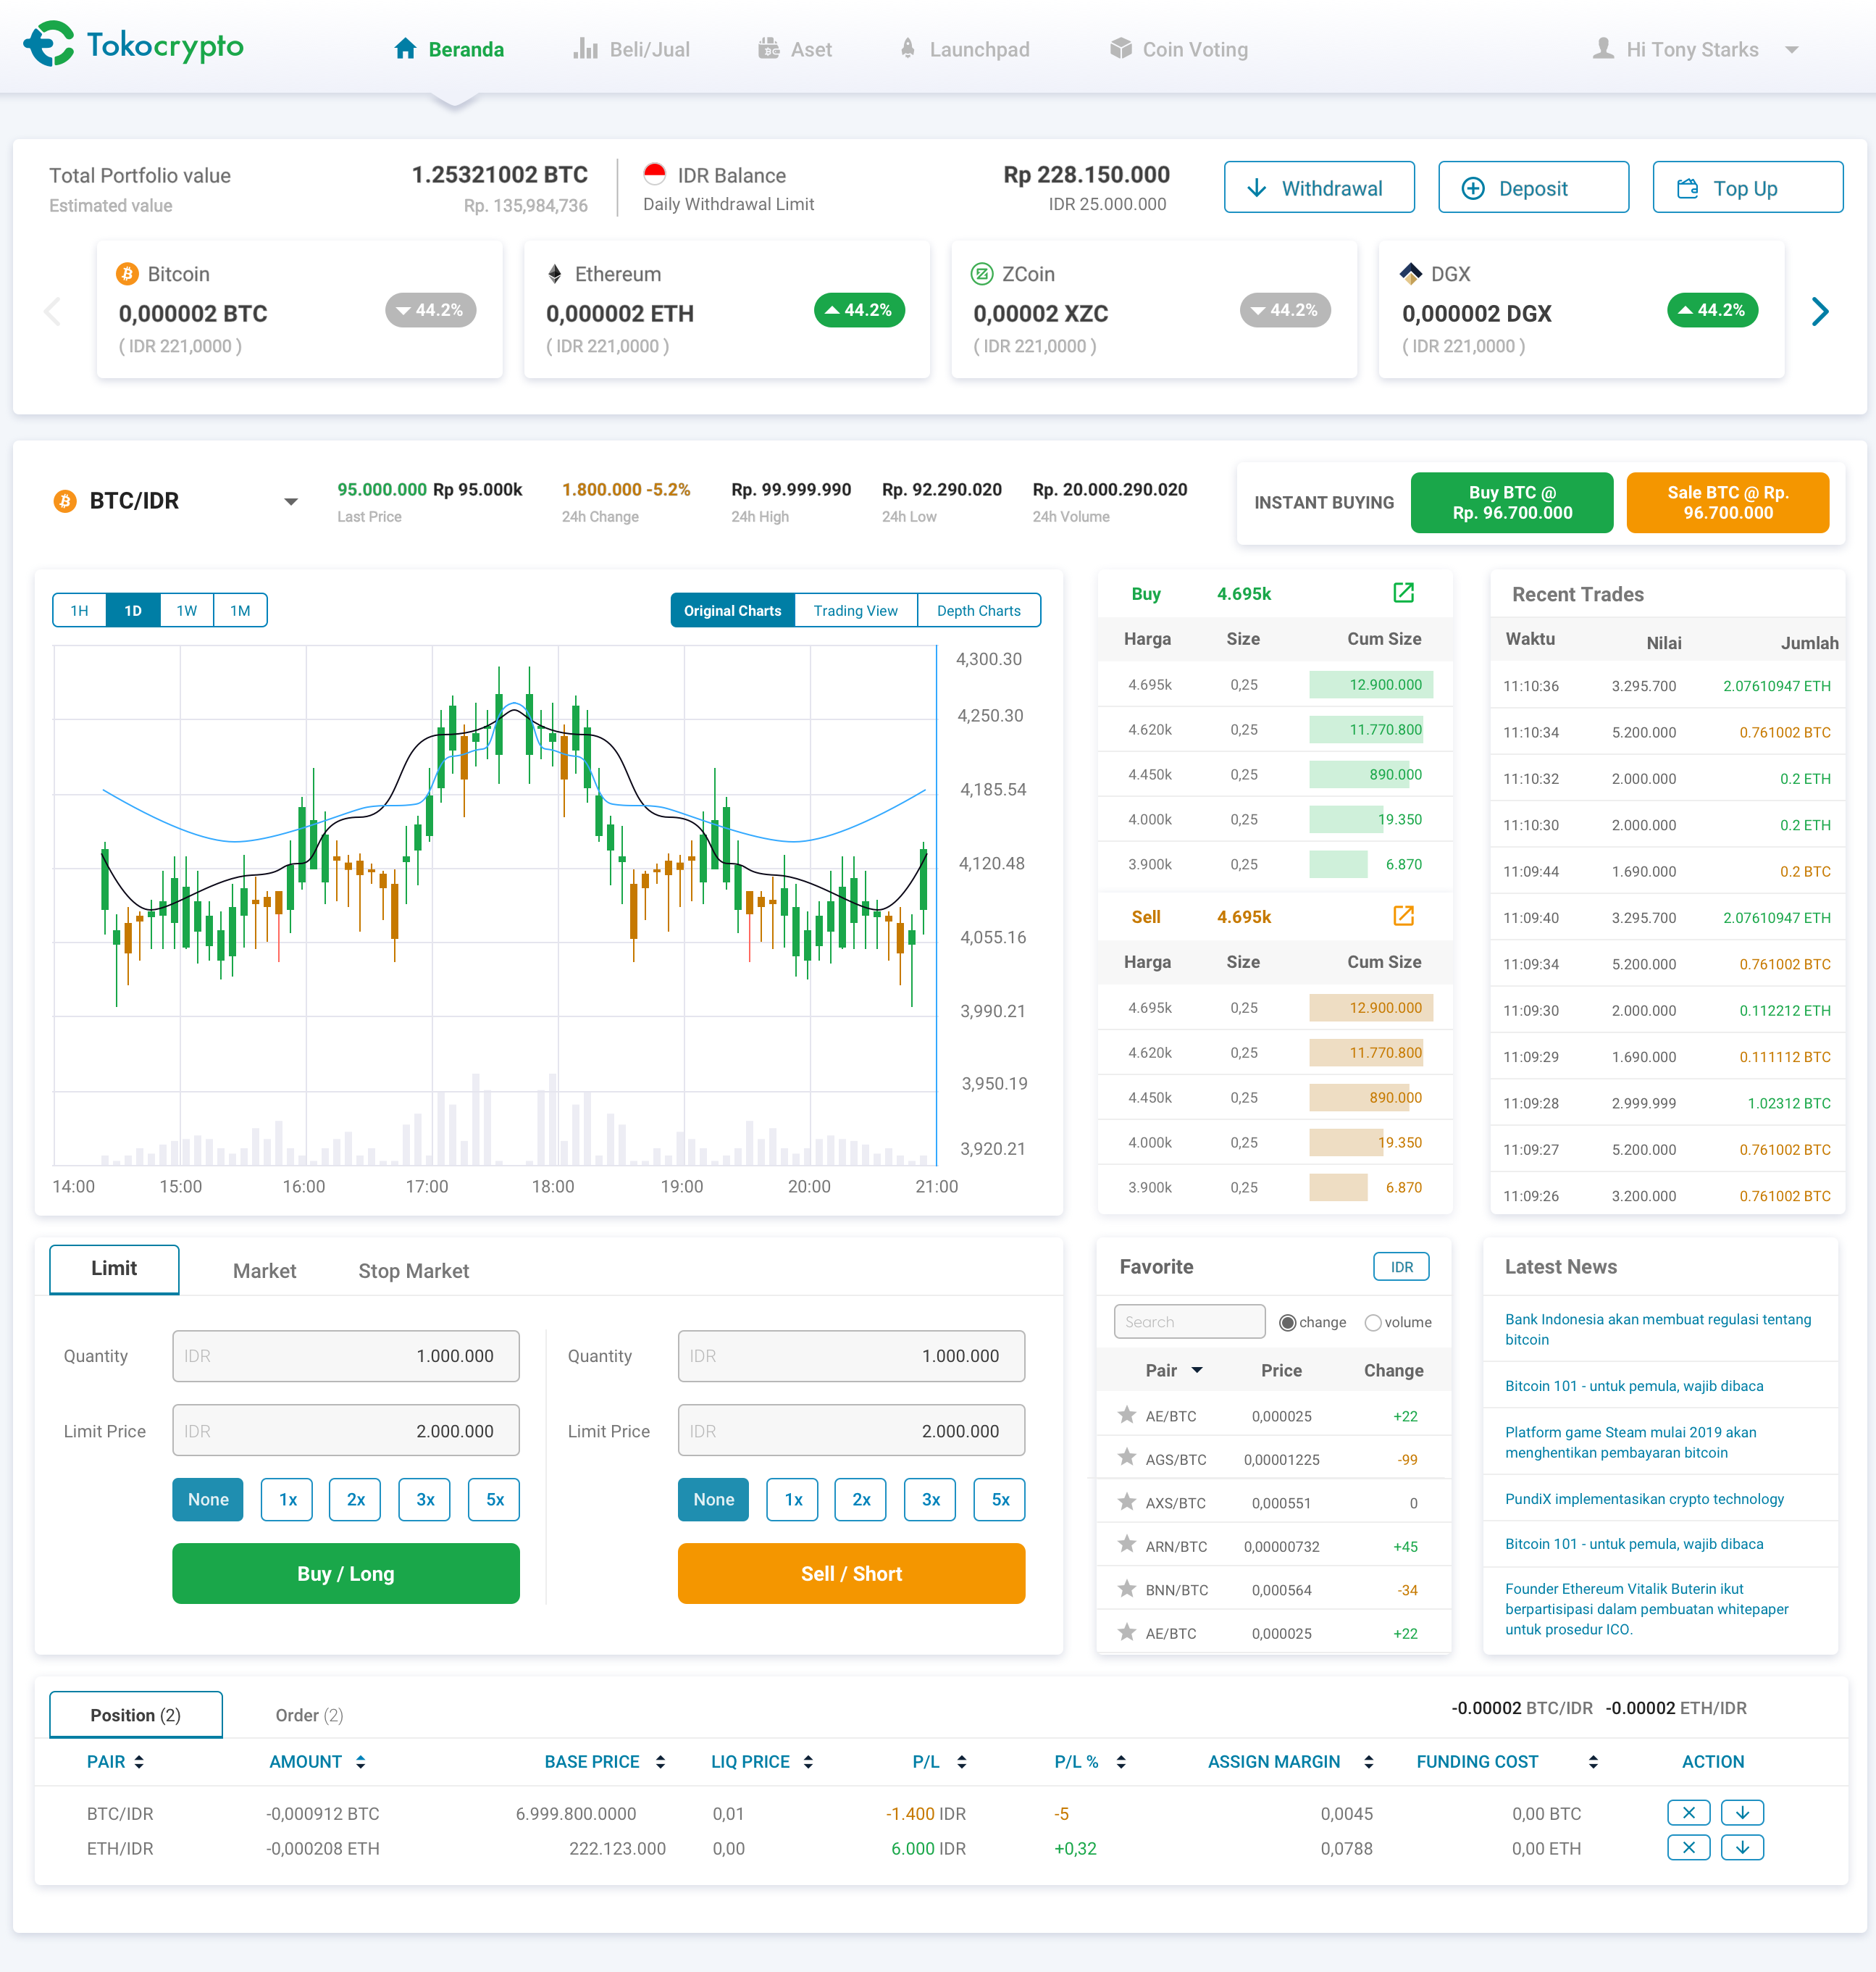 Tokocrypto
Beranda
Beli/Jual
Aset
Launchpad
Coin Voting
Hi Tony Starks
Total Portfolio value
1.25321002 BTC
Estimated value
Rp. 135,984,736
IDR Balance
Rp 228.150.000
Daily Withdrawal Limit
IDR 25.000.000
Withdrawal
Deposit
Top Up
Bitcoin
0,000002 BTC
44.2%
( IDR 221,0000 )
Ethereum
0,000002 ETH
44.2%
( IDR 221,0000 )
ZCoin
0,00002 XZC
44.2%
( IDR 221,0000 )
DGX
0,000002 DGX
44.2%
( IDR 221,0000 )
BTC/IDR
95.000.000 Rp 95.000k
Last Price
1.800.000 -5.2%
24h Change
Rp. 99.999.990
24h High
Rp. 92.290.020
24h Low
Rp. 20.000.290.020
24h Volume
INSTANT BUYING
Buy BTC @
Rp. 96.700.000
Sale BTC @ Rp.
96.700.000
1H 1D 1W 1M
Original Charts Trading View Depth Charts
4,300.30
4,250.30
4,185.54
4,120.48
4,055.16
3,990.21
3,950.19
3,920.21
14:00 15:00 16:00 17:00 18:00 19:00 20:00 21:00
Buy 4.695k
Harga Size Cum Size
4.695k 0,25 12.900.000
4.620k 0,25 11.770.800
4.450k 0,25 890.000
4.000k 0,25 19.350
3.900k 0,25 6.870
Sell 4.695k
Harga Size Cum Size
4.695k 0,25 12.900.000
4.620k 0,25 11.770.800
4.450k 0,25 890.000
4.000k 0,25 19.350
3.900k 0,25 6.870
Recent Trades
Waktu Nilai Jumlah
11:10:36 3.295.700 2.07610947 ETH
11:10:34 5.200.000 0.761002 BTC
11:10:32 2.000.000 0.2 ETH
11:10:30 2.000.000 0.2 ETH
11:09:44 1.690.000 0.2 BTC
11:09:40 3.295.700 2.07610947 ETH
11:09:34 5.200.000 0.761002 BTC
11:09:30 2.000.000 0.112212 ETH
11:09:29 1.690.000 0.111112 BTC
11:09:28 2.999.999 1.02312 BTC
11:09:27 5.200.000 0.761002 BTC
11:09:26 3.200.000 0.761002 BTC
Limit
Market
Stop Market
Quantity IDR 1.000.000
Limit Price IDR 2.000.000
None 1x 2x 3x 5x
Buy / Long
Quantity IDR 1.000.000
Limit Price IDR 2.000.000
None 1x 2x 3x 5x
Sell / Short
Favorite IDR
Search change volume
Pair Price Change
AE/BTC 0,000025 +22
AGS/BTC 0,00001225 -99
AXS/BTC 0,000551 0
ARN/BTC 0,00000732 +45
BNN/BTC 0,000564 -34
AE/BTC 0,000025 +22
Latest News
Bank Indonesia akan membuat regulasi tentang
bitcoin
Bitcoin 101 - untuk pemula, wajib dibaca
Platform game Steam mulai 2019 akan
menghentikan pembayaran bitcoin
PundiX implementasikan crypto technology
Bitcoin 101 - untuk pemula, wajib dibaca
Founder Ethereum Vitalik Buterin ikut
berpartisipasi dalam pembuatan whitepaper
untuk prosedur ICO.
Position (2)
Order (2)
-0.00002 BTC/IDR -0.00002 ETH/IDR
PAIR AMOUNT BASE PRICE LIQ PRICE P/L P/L % ASSIGN MARGIN FUNDING COST ACTION
BTC/IDR -0,000912 BTC 6.999.800.0000 0,01 -1.400 IDR -5 0,0045 0,00 BTC
ETH/IDR -0,000208 ETH 222.123.000 0,00 6.000 IDR +0,32 0,0788 0,00 ETH